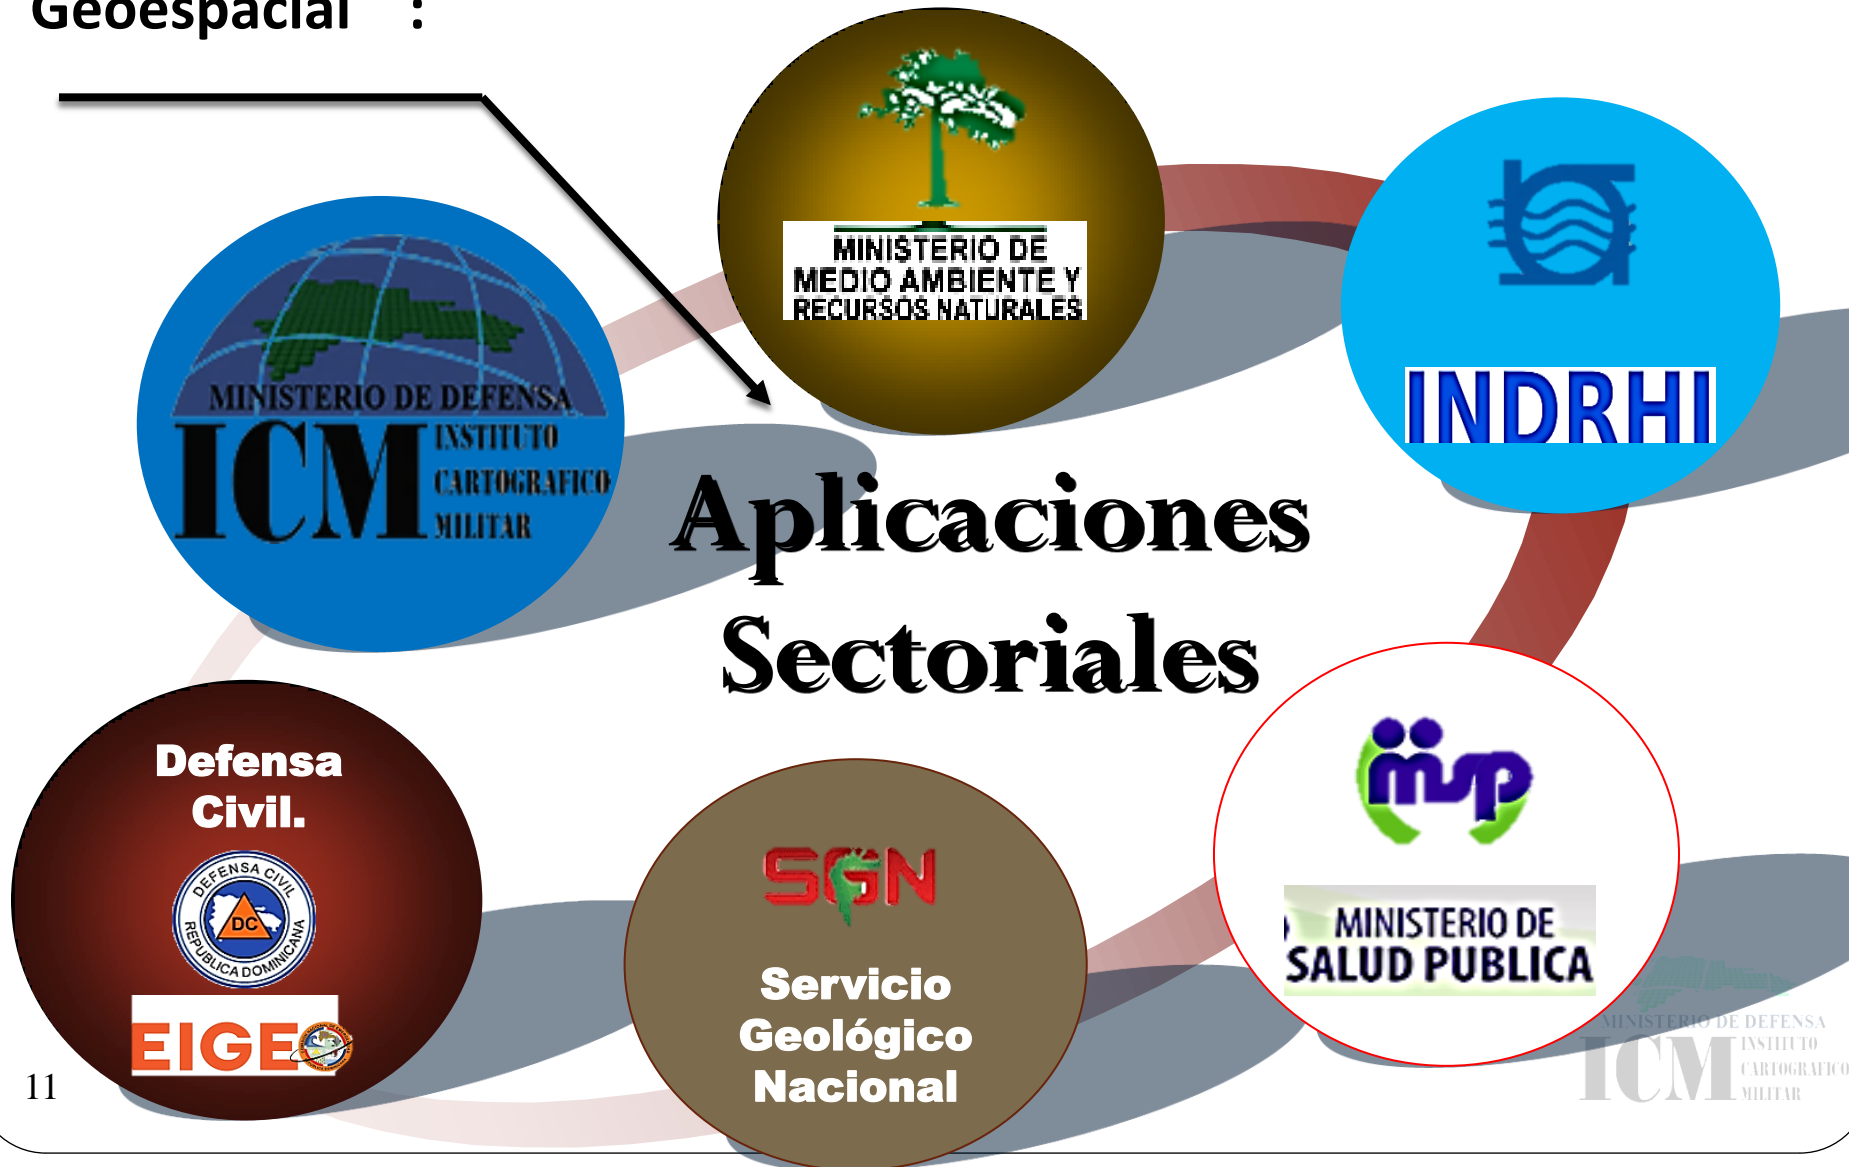 Geoespacial :
MINISTERIO DE
MEDIO AMBIENTE Y
RECURSOS NATURALES
INDRHI
MINISTERIO DE DEFENSA
ICM
INSTITUTO
CARTOGRAFICO
MILITAR
Aplicaciones
Sectoriales
Defensa
Civil.
DEFENSA CIVIL
DC
REPUBLICA DOMINICANA
EIGEO
SGN
Servicio
Geológico
Nacional
msp
MINISTERIO DE
SALUD PUBLICA
MINISTERIO DE DEFENSA
ICM
INSTITUTO
CARTOGRAFICO
MILITAR
11